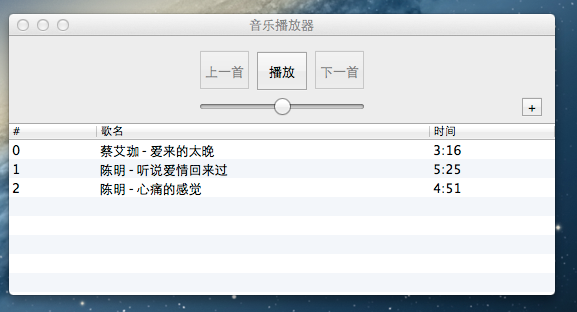 音乐播放器
上一首 播放 下一首
+
# 歌名 时间
0 蔡艾珈 - 爱来的太晚 3:16
1 陈明 - 听说爱情回来过 5:25
2 陈明 - 心痛的感觉 4:51